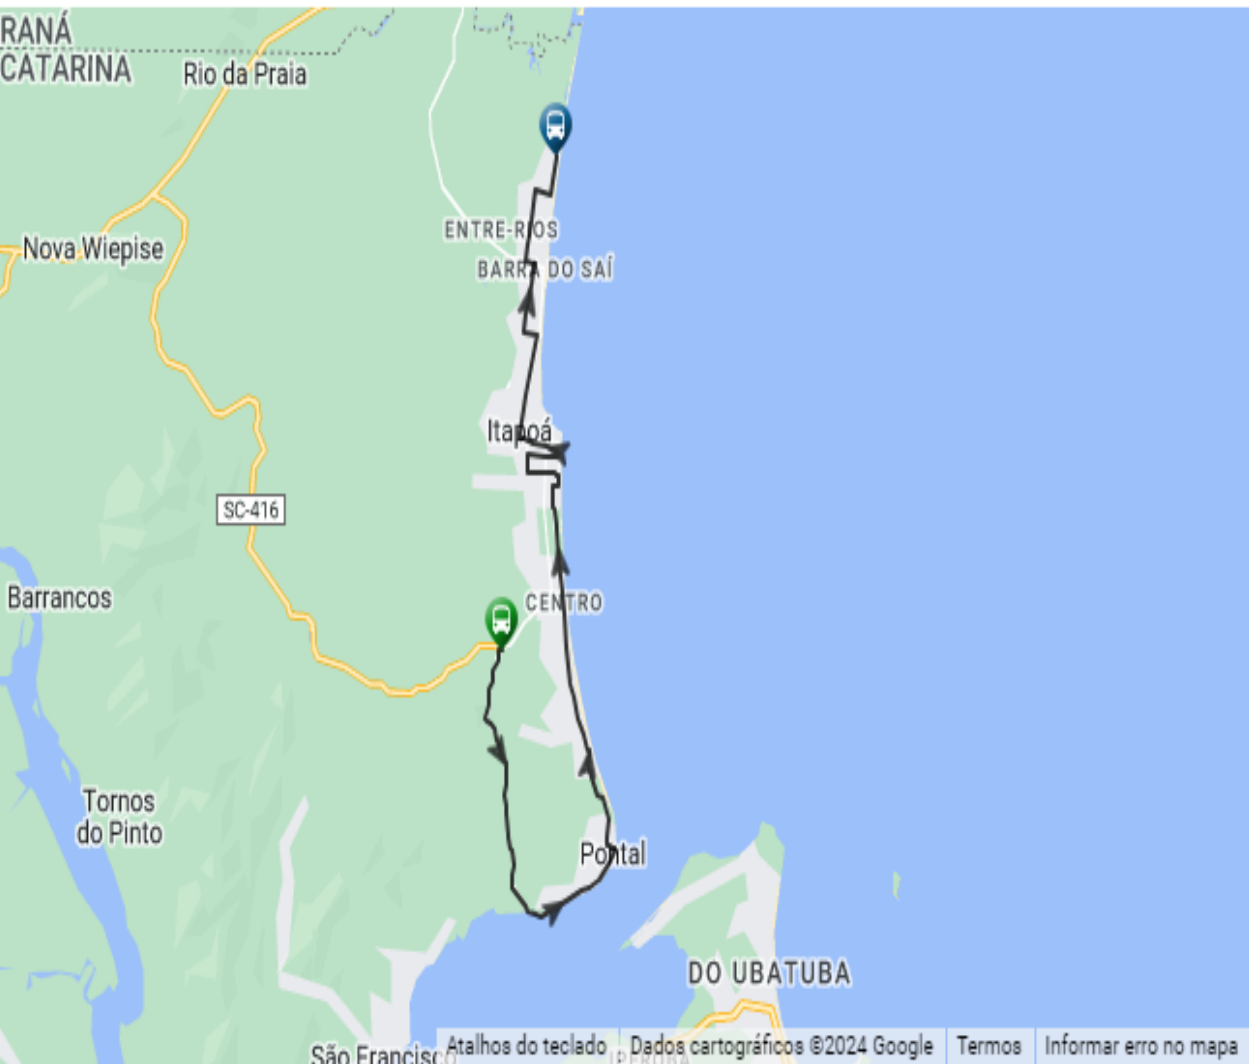 RANÁ
CATARINA
Rio da Praia
ENTRE-RIOS
Nova Wiepise
BARRA DO SAÍ
Itapoá
SC-416
Barrancos
CENTRO
Tornos
do Pinto
Pontal
DO UBATUBA
São Francisco
Atalhos do teclado
Dados cartográficos ©2024 Google
Termos
Informar erro no mapa